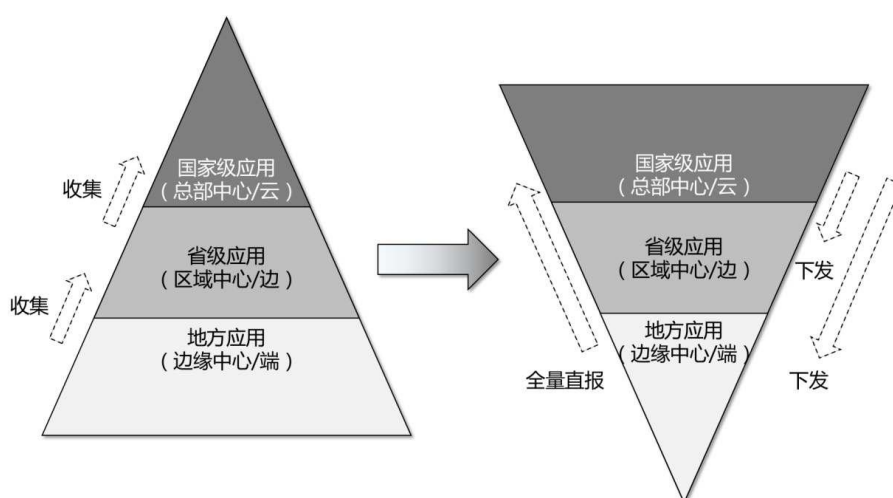 国家级应用
（总部中心/云）
收集
省级应用
（区域中心/边）
收集
地方应用
（边缘中心/端）
国家级应用
（总部中心/云）
省级应用
（区域中心/边）
下发
地方应用
（边缘中心/端）
全量直报
下发